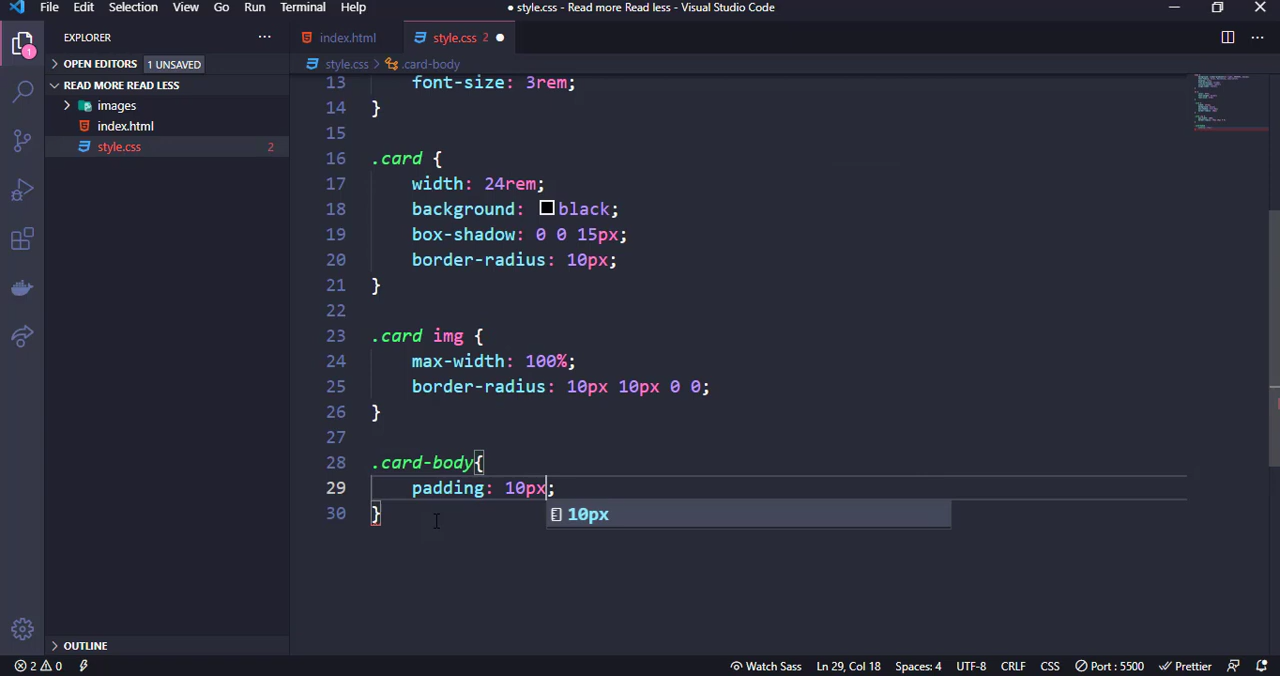 File Edit Selection View Go Run Terminal Help
● style.css - Read more Read less - Visual Studio Code
EXPLORER
OPEN EDITORS 1 UNSAVED
READ MORE READ LESS
images
index.html
style.css 2
OUTLINE
1
index.html style.css 2 ●
style.css > .card-body
13 font-size: 3rem;
14 }
15
16 .card {
17 width: 24rem;
18 background: black;
19 box-shadow: 0 0 15px;
20 border-radius: 10px;
21 }
22
23 .card img {
24 max-width: 100%;
25 border-radius: 10px 10px 0 0;
26 }
27
28 .card-body{
29 padding: 10px;
10px
30 }
2 0 Watch Sass Ln 29, Col 18 Spaces: 4 UTF-8 CRLF CSS Port : 5500 Prettier